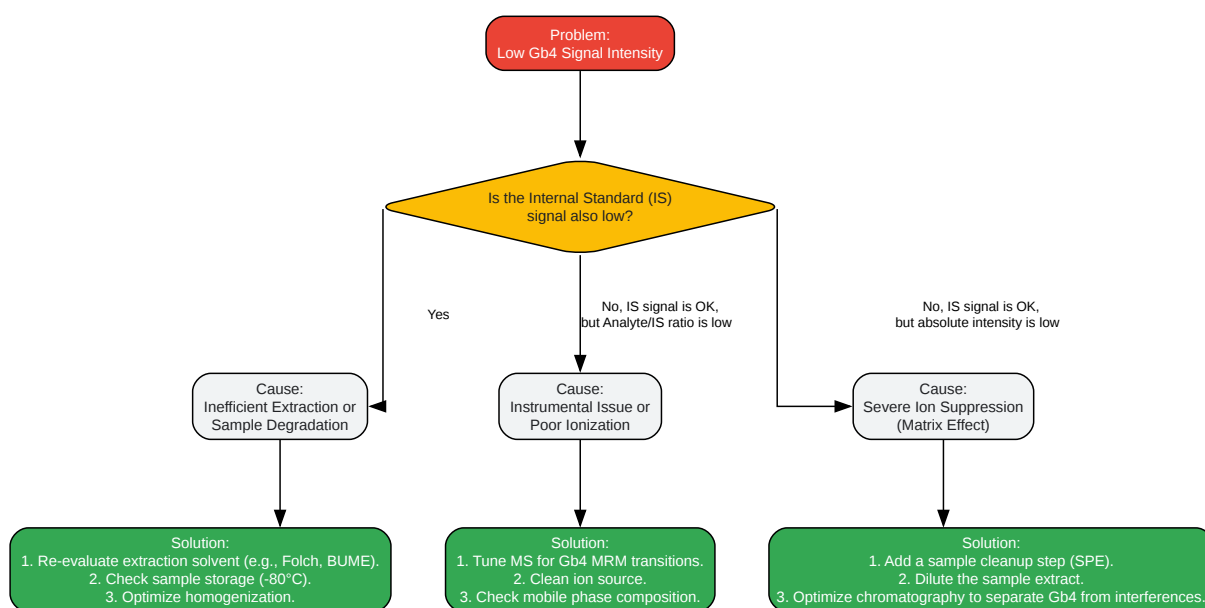 Problem:
Low Gb4 Signal Intensity
Is the Internal Standard (IS)
signal also low?
Yes
No, IS signal is OK,
but Analyte/IS ratio is low
No, IS signal is OK,
but absolute intensity is low
Cause:
Inefficient Extraction or
Sample Degradation
Cause:
Instrumental Issue or
Poor Ionization
Cause:
Severe Ion Suppression
(Matrix Effect)
Solution:
1. Re-evaluate extraction solvent (e.g., Folch, BUME).
2. Check sample storage (-80°C).
3. Optimize homogenization.
Solution:
1. Tune MS for Gb4 MRM transitions.
2. Clean ion source.
3. Check mobile phase composition.
Solution:
1. Add a sample cleanup step (SPE).
2. Dilute the sample extract.
3. Optimize chromatography to separate Gb4 from interferences.